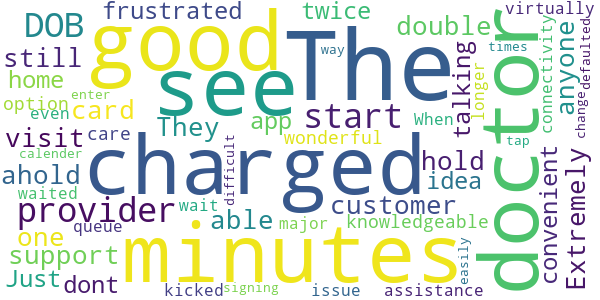 frustrated
twice
virtually
DOB
good
The
double
connectivity
still
see
way
times
anyone
defaulted
home
talking
longer
change
option
enter
card
app
start
When
tap
even
They
wonderful
doctor
visit
care
charged
hold
convenient
Extremely
calender
ahold
difficult
idea
waited
provider
wait
able
customer
one
queue
minutes
major
knowledgeable
support
easily
Just
dont
kicked
signing
issue
assistance